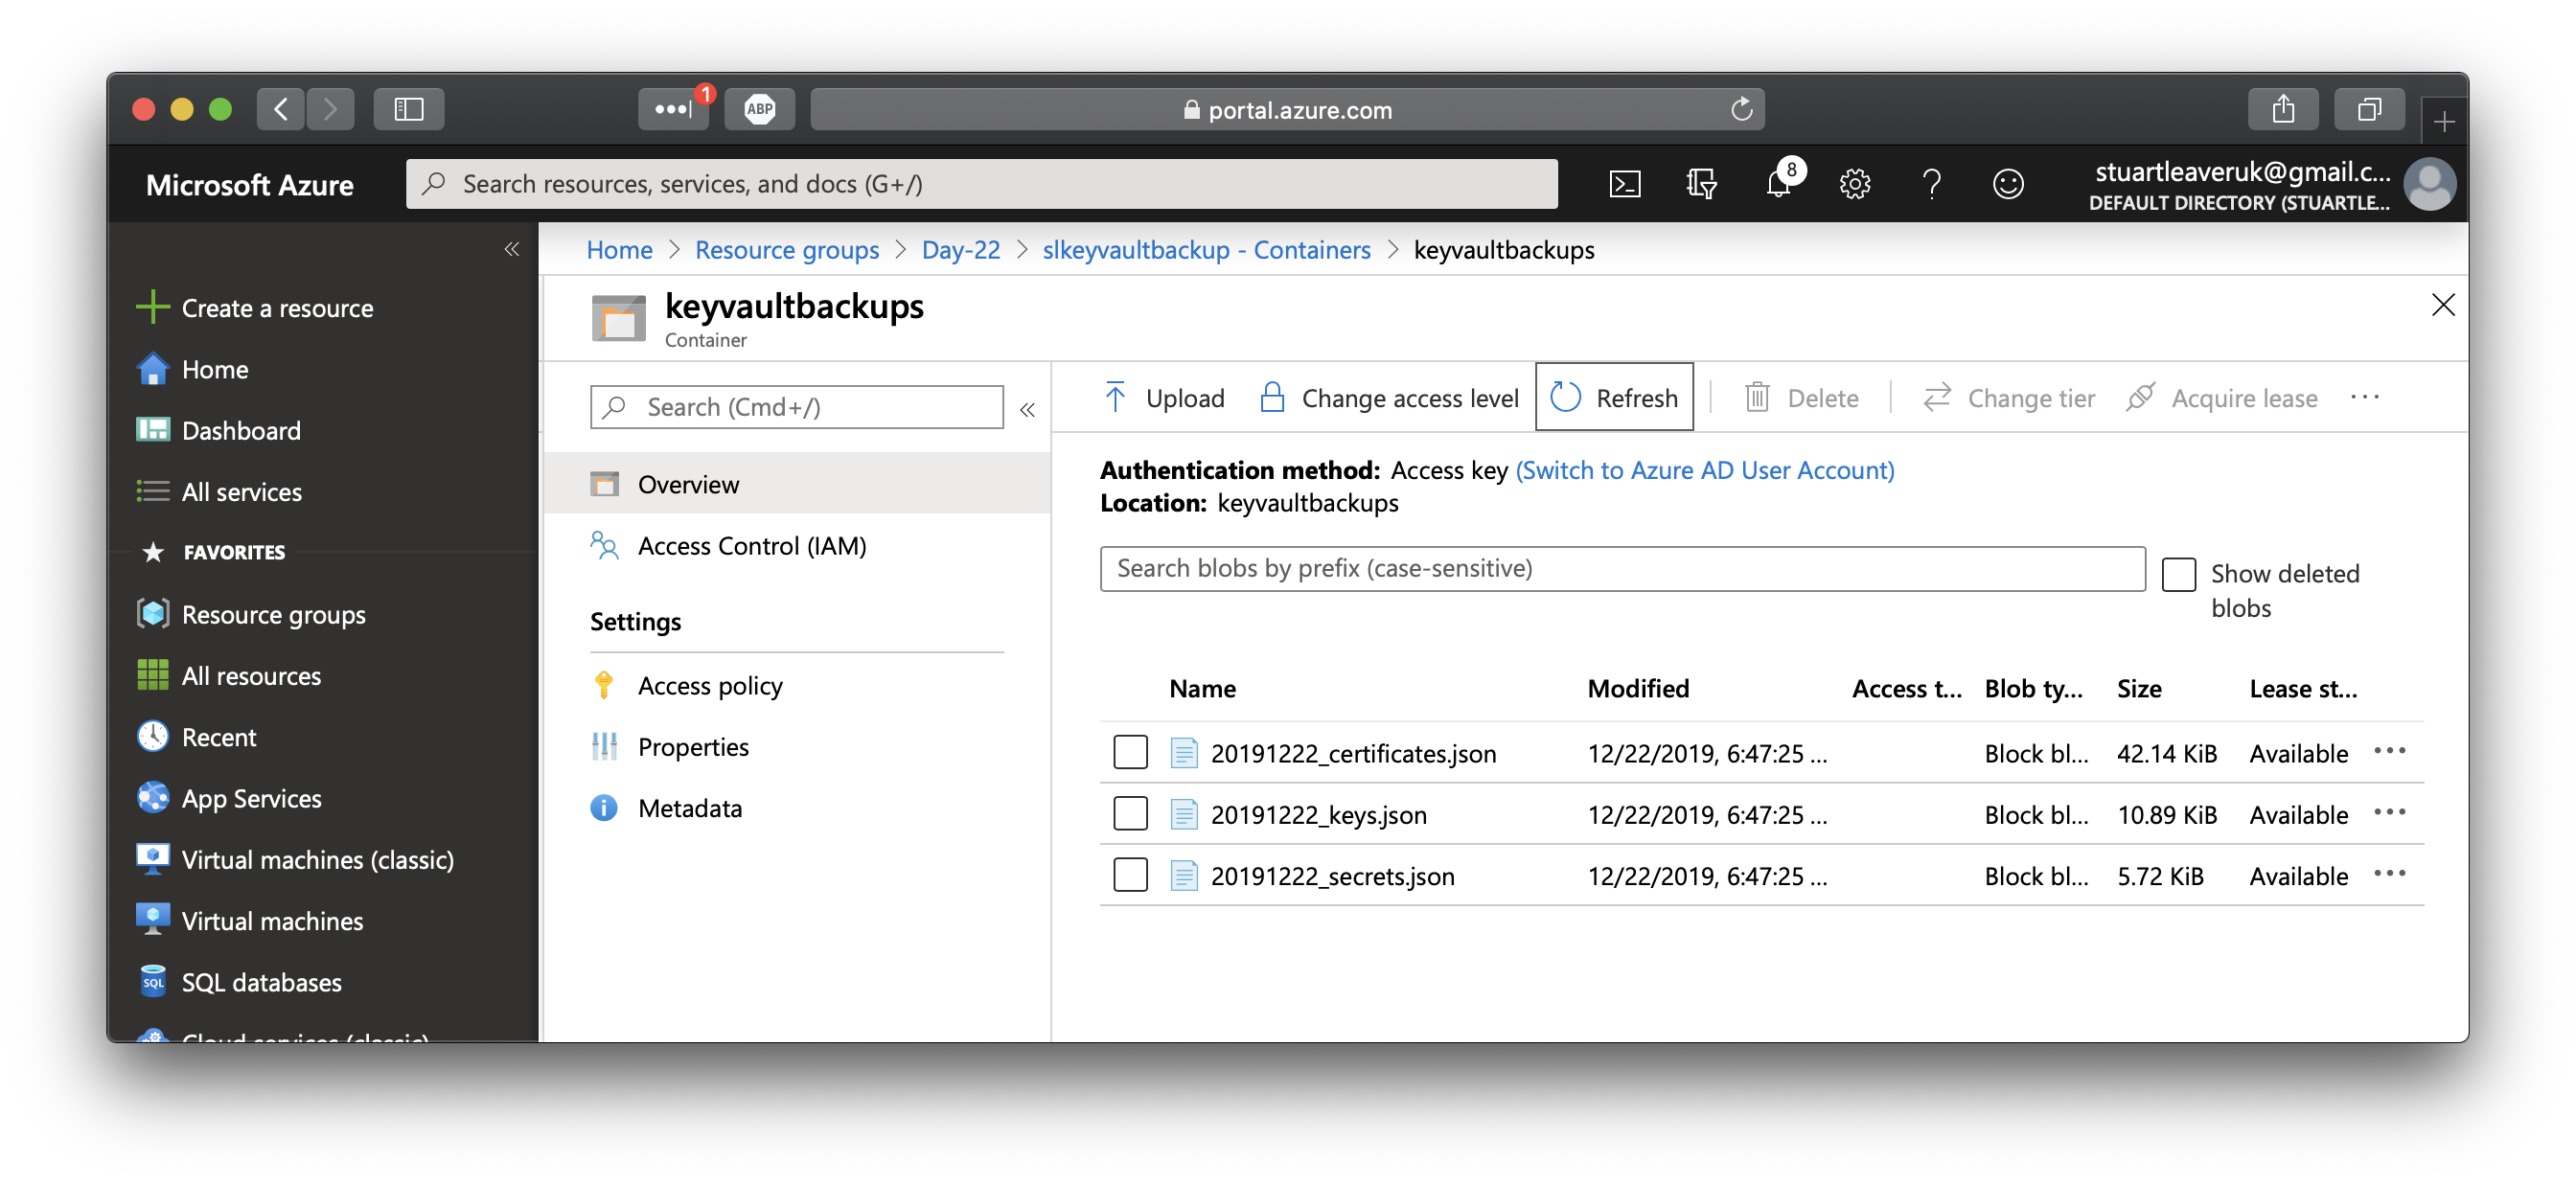 1
ABP
portal.azure.com
Microsoft Azure
Search resources, services, and docs (G+/)
8
stuartleaveruk@gmail.c...
DEFAULT DIRECTORY (STUARTLE...
Home > Resource groups > Day-22 > slkeyvaultbackup - Containers > keyvaultbackups
Create a resource
Home
Dashboard
All services
FAVORITES
Resource groups
All resources
Recent
App Services
Virtual machines (classic)
Virtual machines
SQL
SQL databases
Cloud services (classic)
keyvaultbackups
Container
Search (Cmd+/)
Overview
Access Control (IAM)
Settings
Access policy
Properties
Metadata
Upload Change access level Refresh Delete Change tier Acquire lease ...
Authentication method: Access key (Switch to Azure AD User Account)
Location: keyvaultbackups
Search blobs by prefix (case-sensitive)
Show deleted
blobs
Name Modified Access t... Blob ty... Size Lease st...
20191222_certificates.json 12/22/2019, 6:47:25 ... Block bl... 42.14 KiB Available ...
20191222_keys.json 12/22/2019, 6:47:25 ... Block bl... 10.89 KiB Available ...
20191222_secrets.json 12/22/2019, 6:47:25 ... Block bl... 5.72 KiB Available ...